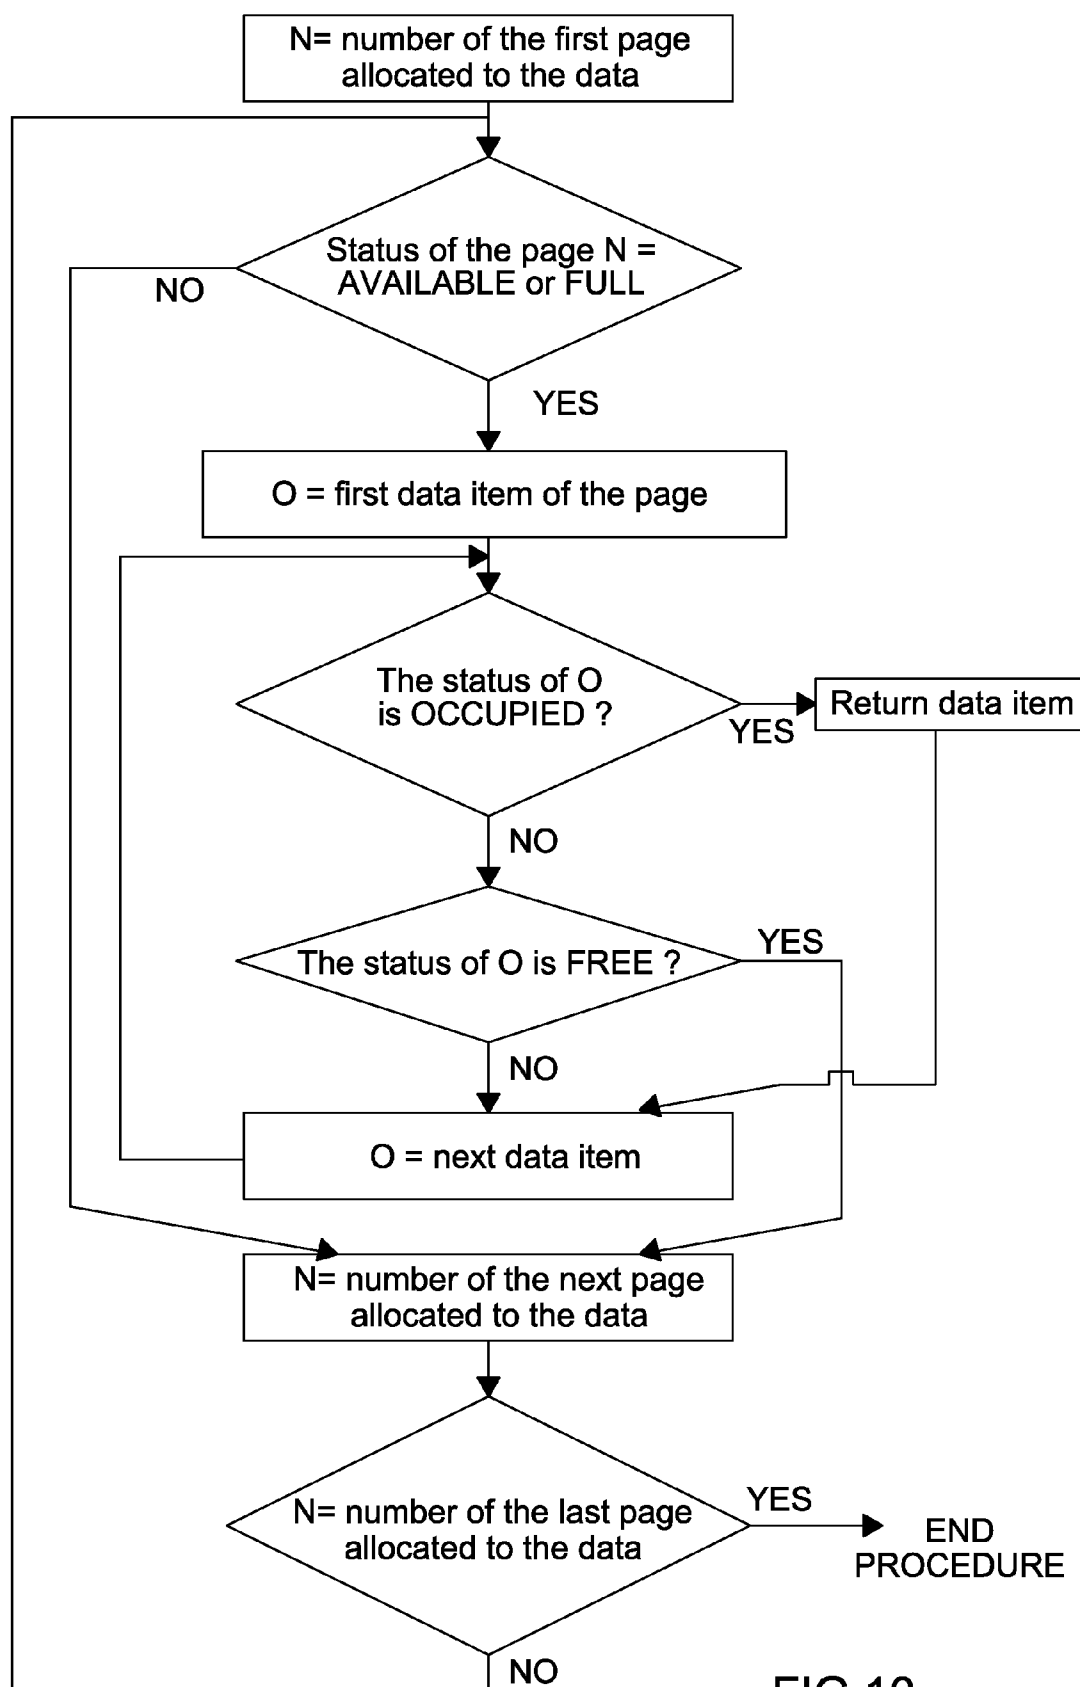 N= number of the first page
allocated to the data
Status of the page N =
AVAILABLE or FULL
NO
YES
O = first data item of the page
The status of O
is OCCUPIED ?
YES
Return data item
NO
The status of O is FREE ?
YES
NO
O = next data item
N= number of the next page
allocated to the data
N= number of the last page
allocated to the data
YES
END
PROCEDURE
NO